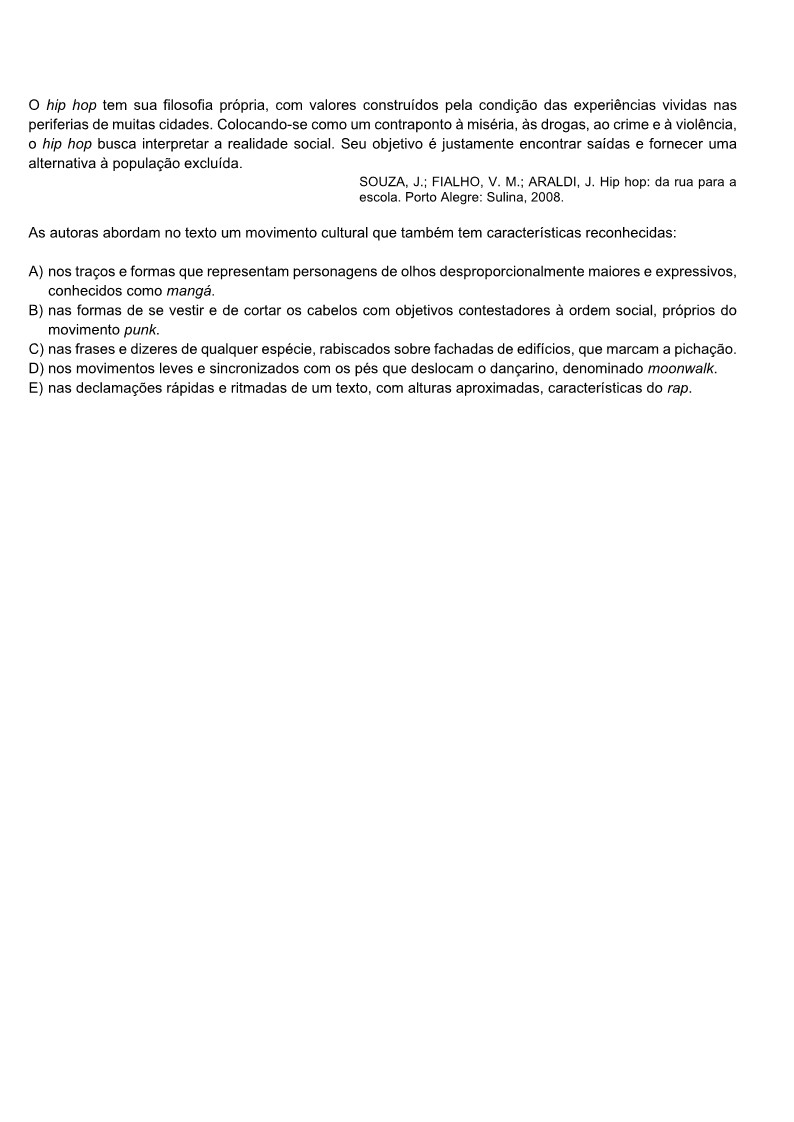 O hip hop tem sua filosofia própria, com valores construídos pela condição das experiências vividas nas
periferias de muitas cidades. Colocando-se como um contraponto à miséria, às drogas, ao crime e à violência,
o hip hop busca interpretar a realidade social. Seu objetivo é justamente encontrar saídas e fornecer uma
alternativa à população excluída.
SOUZA, J.; FIALHO, V. M.; ARALDI, J. Hip hop: da rua para a
escola. Porto Alegre: Sulina, 2008.
As autoras abordam no texto um movimento cultural que também tem características reconhecidas:
A) nos traços e formas que representam personagens de olhos desproporcionalmente maiores e expressivos,
conhecidos como mangá.
B) nas formas de se vestir e de cortar os cabelos com objetivos contestadores à ordem social, próprios do
movimento punk.
C) nas frases e dizeres de qualquer espécie, rabiscados sobre fachadas de edifícios, que marcam a pichação.
D) nos movimentos leves e sincronizados com os pés que deslocam o dançarino, denominado moonwalk.
E) nas declamações rápidas e ritmadas de um texto, com alturas aproximadas, características do rap.